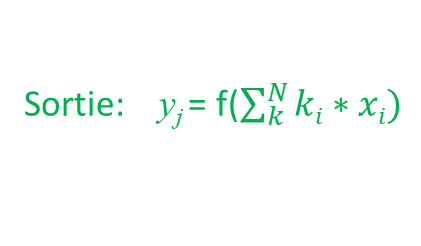 Sortie: yⱼ = f(∑ₖᴺ kᵢ ∗ xᵢ)